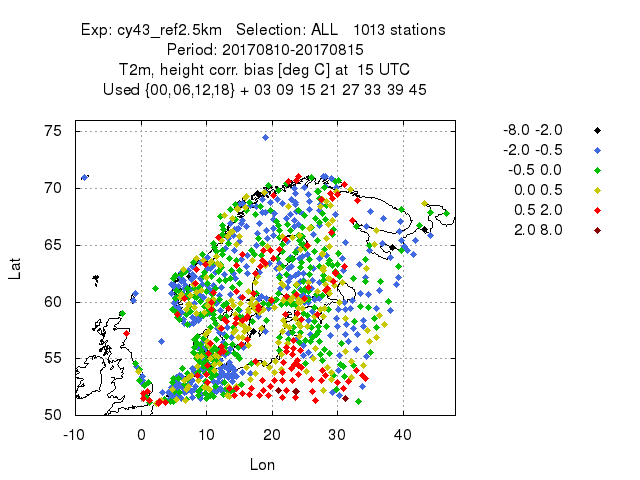 Exp: cy43_ref2.5km   Selection: ALL   1013 stations
Period: 20170810-20170815
T2m, height corr. bias [deg C] at  15 UTC
Used {00,06,12,18} + 03 09 15 21 27 33 39 45
-8.0 -2.0
-2.0 -0.5
-0.5 0.0
0.0 0.5
0.5 2.0
2.0 8.0
75
70
65
60
55
50
Lat
-10 0 10 20 30 40
Lon